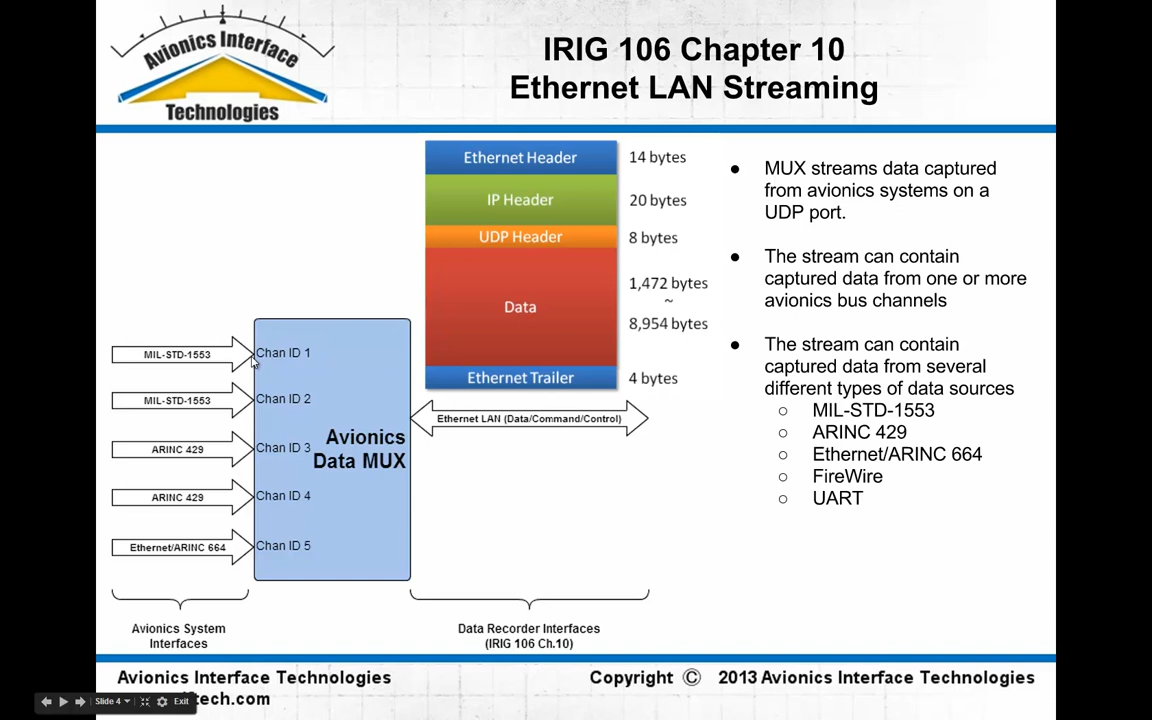 Avionics Interface
Technologies
IRIG 106 Chapter 10
Ethernet LAN Streaming
Ethernet Header
14 bytes
IP Header
20 bytes
UDP Header
8 bytes
Data
1,472 bytes
~
8,954 bytes
Ethernet Trailer
4 bytes
● MUX streams data captured
from avionics systems on a
UDP port.
● The stream can contain
captured data from one or more
avionics bus channels
● The stream can contain
captured data from several
different types of data sources
○ MIL-STD-1553
○ ARINC 429
○ Ethernet/ARINC 664
○ FireWire
○ UART
MIL-STD-1553
Chan ID 1
MIL-STD-1553
Chan ID 2
ARINC 429
Chan ID 3
ARINC 429
Chan ID 4
Ethernet/ARINC 664
Chan ID 5
Avionics
Data MUX
Ethernet LAN (Data/Command/Control)
Avionics System
Interfaces
Data Recorder Interfaces
(IRIG 106 Ch.10)
Avionics Interface Technologies
tech.com
Copyright © 2013 Avionics Interface Technologies
Slide 4
Exit